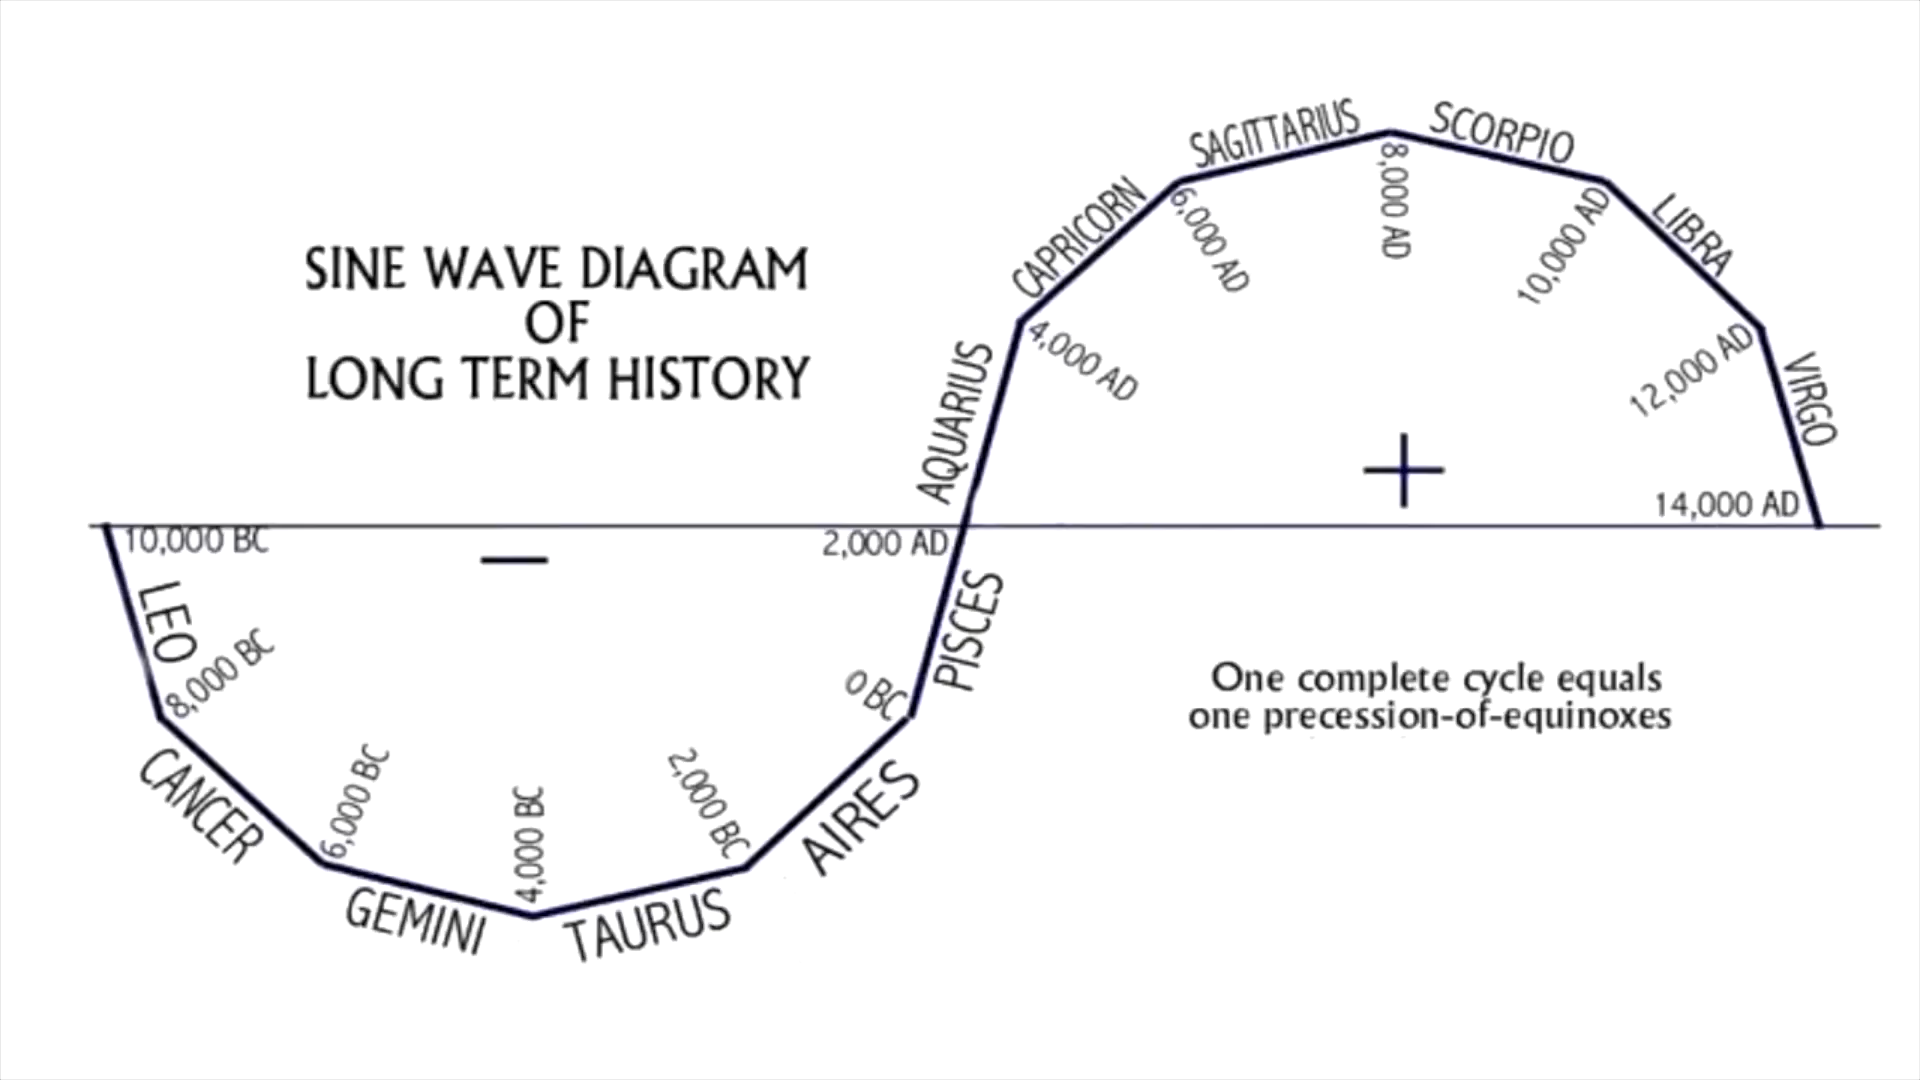 SINE WAVE DIAGRAM
OF
LONG TERM HISTORY
10,000 BC
LEO
8,000 BC
CANCER
6,000 BC
GEMINI
4,000 BC
TAURUS
2,000 BC
AIRES
0 BC
PISCES
2,000 AD
AQUARIUS
4,000 AD
CAPRICORN
6,000 AD
SAGITTARIUS
8,000 AD
SCORPIO
10,000 AD
LIBRA
12,000 AD
VIRGO
14,000 AD
One complete cycle equals
one precession-of-equinoxes